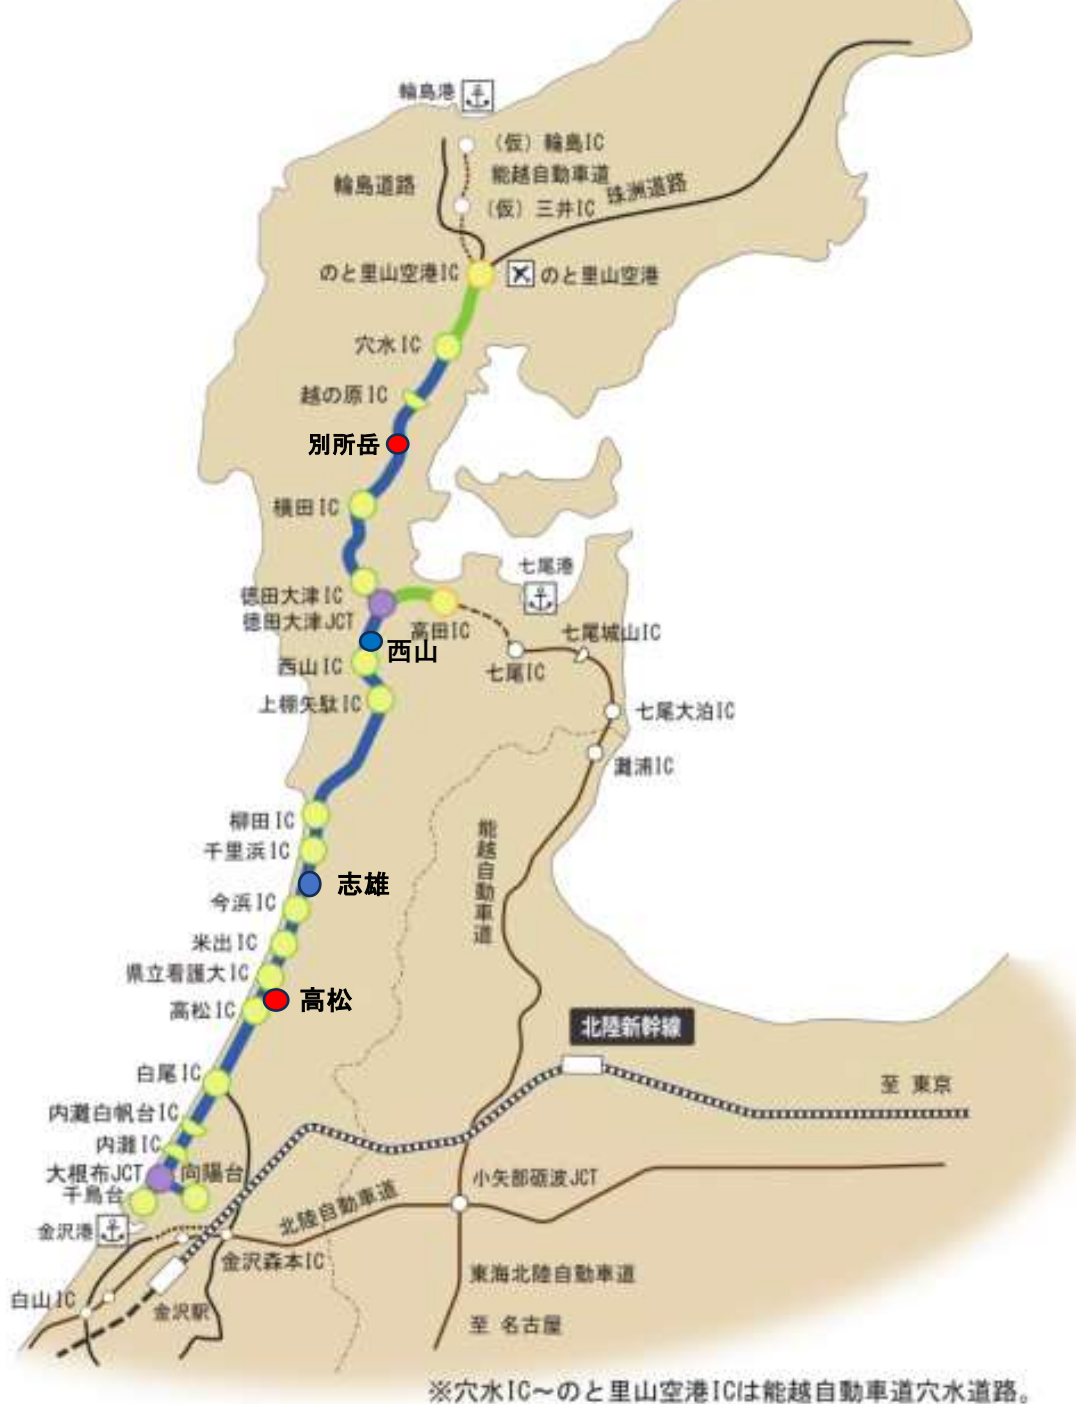 輪島港
(仮)輪島IC
能越自動車道
輪島道路
珠洲道路
(仮)三井IC
のと里山空港IC
のと里山空港
穴水IC
越の原IC
別所岳
横田IC
七尾港
徳田大津IC
徳田大津JCT
高田IC
七尾城山IC
西山
西山IC
七尾IC
上棚矢駄IC
七尾大泊IC
灘浦IC
柳田IC
能越自動車道
千里浜IC
志雄
今浜IC
米出IC
県立看護大IC
高松
高松IC
北陸新幹線
白尾IC
至 東京
内灘白帆台IC
内灘IC
大根布JCT
向陽台
千鳥台
小矢部砺波JCT
北陸自動車道
金沢港
金沢森本IC
東海北陸自動車道
白山IC
金沢駅
至 名古屋
※穴水IC～のと里山空港ICは能越自動車道穴水道路。